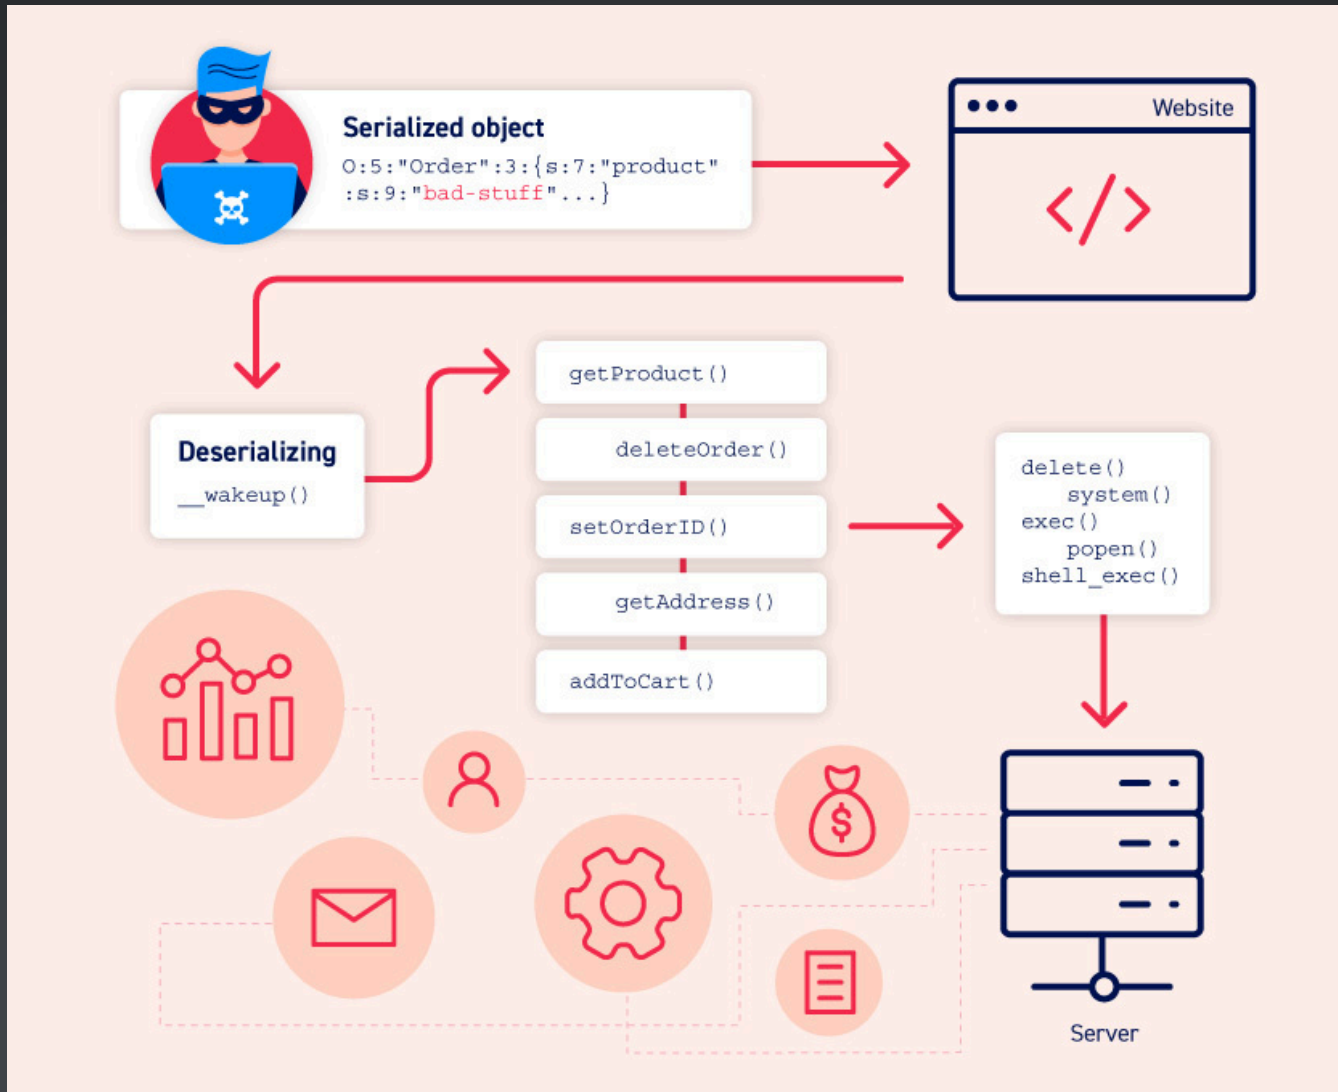 Serialized object
O:5:"Order":3:{s:7:"product"
:s:9:"bad-stuff"...}
Website
</>
Deserializing
__wakeup()
getProduct()
deleteOrder()
setOrderID()
getAddress()
addToCart()
delete()
system()
exec()
popen()
shell_exec()
$
Server